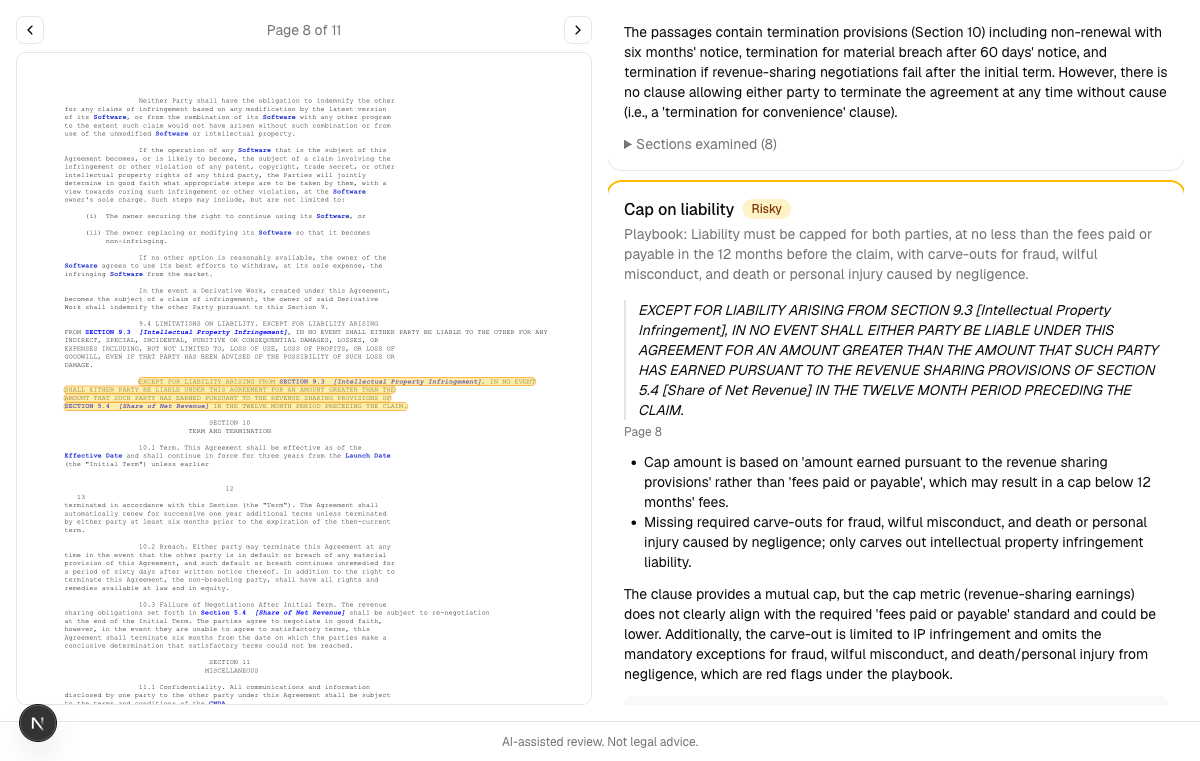 Page 8 of 11
Neither Party shall have the obligation to indemnify the other
for any claims of infringement based on any modification by the latest version
of its Software, or from the combination of its Software with any other program
to the extent such claim would not have arisen without such combination or from
use of the unmodified Software or intellectual property.
If the operation of any Software that is the subject of this
Agreement becomes, or is likely to become, the subject of a claim involving the
infringement or other violation of any patent, copyright, trade secret, or other
intellectual property rights of any third party, the Parties will jointly
determine in good faith what appropriate steps are to be taken by them, with a
view towards curing such infringement or other violation, at the Software
owner's sole charge. Such steps may include, but are not limited to:
(i) The owner securing the right to continue using its Software, or
(ii) The owner replacing or modifying its Software so that it becomes
non-infringing.
If no other option is reasonably available, the owner of the
Software agrees to use its best efforts to withdraw, at its sole expense, the
infringing Software from the market.
In the event a Derivative Work, created under this Agreement,
becomes the subject of a claim of infringement, the owner of said Derivative
Work shall indemnify the other Party pursuant to this Section 9.
9.4 LIMITATIONS ON LIABILITY. EXCEPT FOR LIABILITY ARISING
FROM SECTION 9.3 [Intellectual Property Infringement], IN NO EVENT SHALL EITHER PARTY BE LIABLE TO THE OTHER FOR ANY
INDIRECT, SPECIAL, INCIDENTAL, PUNITIVE OR CONSEQUENTIAL DAMAGES, LOSSES, OR
EXPENSES INCLUDING, BUT NOT LIMITED TO, LOSS OF USE, LOSS OF PROFITS, OR LOSS OF
GOODWILL, EVEN IF THAT PARTY HAS BEEN ADVISED OF THE POSSIBILITY OF SUCH LOSS OR
DAMAGE.
EXCEPT FOR LIABILITY ARISING FROM SECTION 9.3 [Intellectual Property Infringement], IN NO EVENT
SHALL EITHER PARTY BE LIABLE UNDER THIS AGREEMENT FOR AN AMOUNT GREATER THAN THE
AMOUNT THAT SUCH PARTY HAS EARNED PURSUANT TO THE REVENUE SHARING PROVISIONS OF
SECTION 5.4 [Share of Net Revenue] IN THE TWELVE MONTH PERIOD PRECEDING THE CLAIM.
SECTION 10
TERM AND TERMINATION
10.1 Term. This Agreement shall be effective as of the
Effective Date and shall continue in force for three years from the Launch Date
(the "Initial Term") unless earlier
12
13
terminated in accordance with this Section (the "Term"). The Agreement shall
automatically renew for successive one year additional terms unless terminated
by either party at least six months prior to the expiration of the then-current
term.
10.2 Breach. Either party may terminate this Agreement at any
time in the event that the other party is in default or breach of any material
provision of this Agreement, and such default or breach continues unremedied for
a period of sixty days after written notice thereof. In addition to the right to
terminate this Agreement, the non-breaching party, shall have all rights and
remedies available at law and in equity.
10.3 Failure of Negotiations After Initial Term. The revenue
sharing obligations set forth in Section 5.4 [Share of Net Revenue] shall be subject to re-negotiation
at the end of the Initial Term. The parties agree to negotiate in good faith,
however, in the event they are unable to agree to satisfactory terms, this
Agreement shall terminate six months from the date on which the parties make a
conclusive determination that satisfactory terms could not be reached.
SECTION 11
MISCELLANEOUS
11.1 Confidentiality. All communications and information
disclosed by one party to the other party under this Agreement shall be subject
to the terms and conditions of the CNDA
The passages contain termination provisions (Section 10) including non-renewal with
six months' notice, termination for material breach after 60 days' notice, and
termination if revenue-sharing negotiations fail after the initial term. However, there is
no clause allowing either party to terminate the agreement at any time without cause
(i.e., a 'termination for convenience' clause).
Sections examined (8)
Cap on liability Risky
Playbook: Liability must be capped for both parties, at no less than the fees paid or
payable in the 12 months before the claim, with carve-outs for fraud, wilful
misconduct, and death or personal injury caused by negligence.
EXCEPT FOR LIABILITY ARISING FROM SECTION 9.3 [Intellectual Property
Infringement], IN NO EVENT SHALL EITHER PARTY BE LIABLE UNDER THIS
AGREEMENT FOR AN AMOUNT GREATER THAN THE AMOUNT THAT SUCH PARTY
HAS EARNED PURSUANT TO THE REVENUE SHARING PROVISIONS OF SECTION
5.4 [Share of Net Revenue] IN THE TWELVE MONTH PERIOD PRECEDING THE
CLAIM.
Page 8
• Cap amount is based on 'amount earned pursuant to the revenue sharing
provisions' rather than 'fees paid or payable', which may result in a cap below 12
months' fees.
• Missing required carve-outs for fraud, wilful misconduct, and death or personal
injury caused by negligence; only carves out intellectual property infringement
liability.
The clause provides a mutual cap, but the cap metric (revenue-sharing earnings)
does not clearly align with the required 'fees paid or payable' standard and could be
lower. Additionally, the carve-out is limited to IP infringement and omits the
mandatory exceptions for fraud, wilful misconduct, and death/personal injury from
negligence, which are red flags under the playbook.
N
AI-assisted review. Not legal advice.